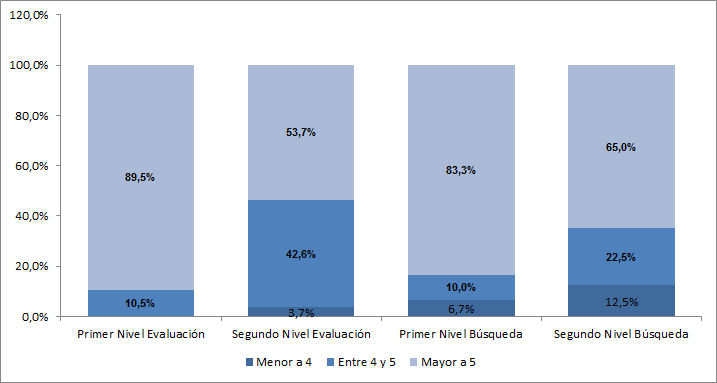 120,0%
100,0%
80,0%
60,0%
40,0%
20,0%
0,0%
89,5%
10,5%
53,7%
42,6%
3,7%
83,3%
10,0%
6,7%
65,0%
22,5%
12,5%
Primer Nivel Evaluación
Segundo Nivel Evaluación
Primer Nivel Búsqueda
Segundo Nivel Búsqueda
Menor a 4
Entre 4 y 5
Mayor a 5